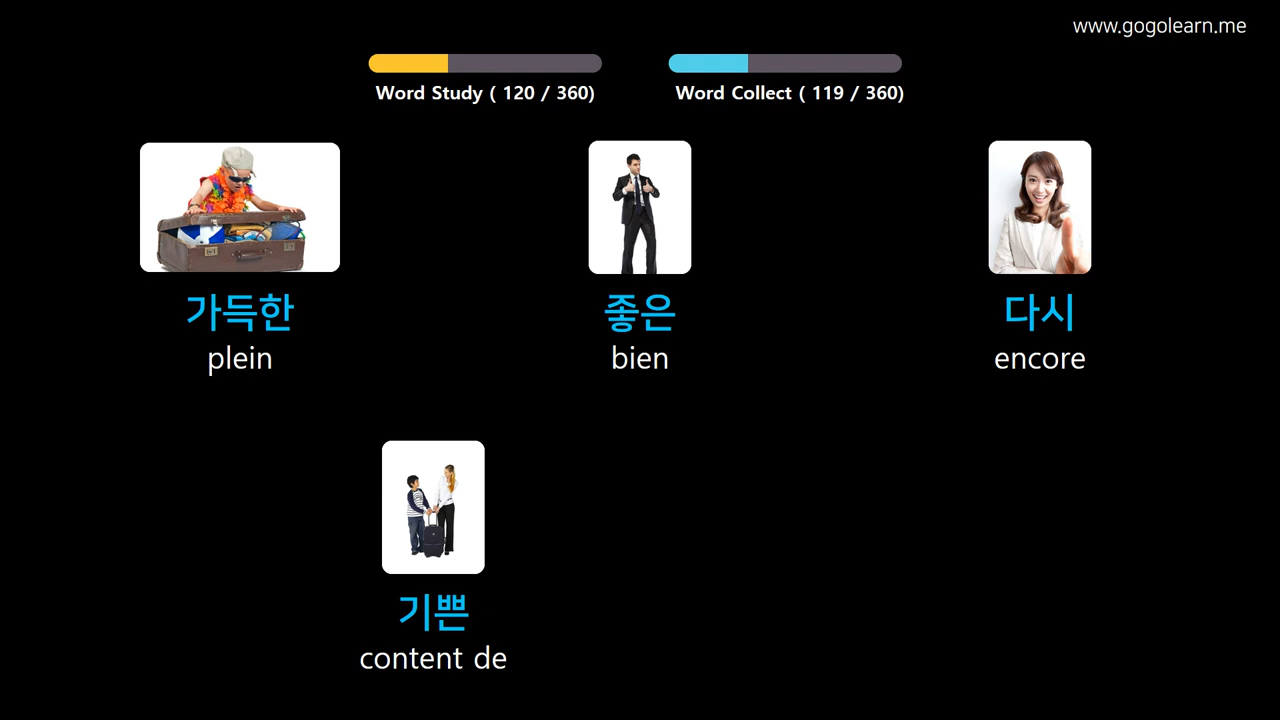 www.gogolearn.me
Word Study ( 120 / 360)
Word Collect ( 119 / 360)
가득한
plein
좋은
bien
다시
encore
기쁜
content de